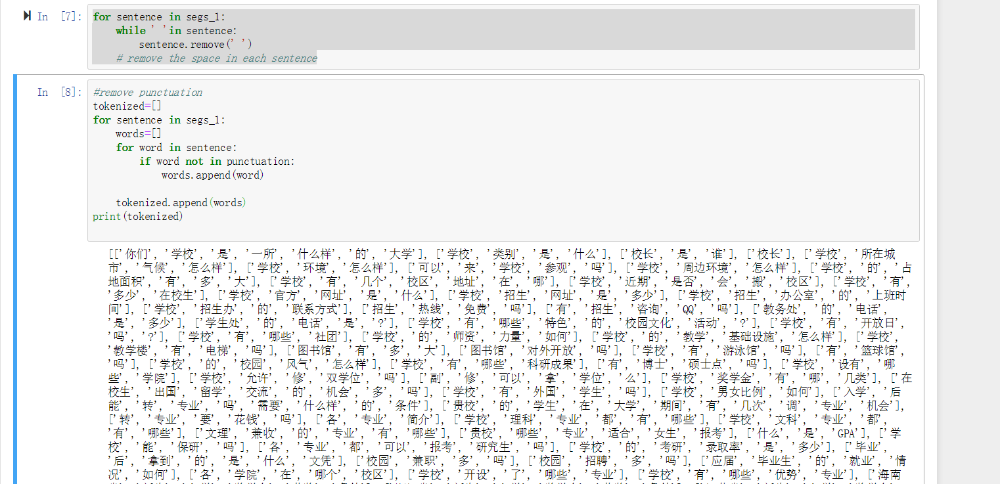 In [7]: for sentence in segs_1:
while ' 'in sentence:
sentence.remove(' ')
# remove the space in each sentence
In [8]: #remove punctuation
tokenized=[]
for sentence in segs_1:
words=[]
for word in sentence:
if word not in punctuation:
words.append(word)
tokenized.append(words)
print(tokenized)
[['你们', '学校', '是', '一所', '什么样', '的', '大学'], ['学校', '类别', '是', '什么'], ['校长', '是', '谁'], ['校长'], ['学校', '所在城
市', '气候', '怎么样'], ['学校', '环境', '怎么样'], ['可以', '来', '学校', '参观', '吗'], ['学校', '周边环境', '怎么样'], ['学校', '的', '占
地面积', '有', '多', '大'], ['学校', '有', '几个', '校区', '地址', '在', '哪'], ['学校', '近期', '是否', '会', '搬', '校区'], ['学校', '有',
'多少', '在校生'], ['学校', '官方', '网址', '是', '什么'], ['学校', '招生', '网址', '是', '多少'], ['学校', '招生', '办公室', '的', '上班时
间'], ['学校', '招生办', '的', '联系方式'], ['招生', '热线', '免费', '吗'], ['有', '招生', '咨询', 'QQ', '吗'], ['教务处', '的', '电话',
'是', '多少'], ['学生处', '的', '电话', '是', '?'], ['学校', '有', '哪些', '特色', '的', '校园文化', '活动', '?'], ['学校', '有', '开放日',
'吗', '?'], ['学校', '有', '哪些', '社团'], ['学校', '的', '师资', '力量', '如何'], ['学校', '的', '教学', '基础设施', '怎么样'], ['学校',
'教学楼', '有', '电梯', '吗'], ['图书馆', '有', '多', '大'], ['图书馆', '对外开放', '吗'], ['学校', '有', '游泳馆', '吗'], ['有', '篮球馆',
'吗'], ['学校', '的', '校园', '风气', '怎么样'], ['学校', '有', '哪些', '科研成果'], ['有', '博士', '硕士点', '吗'], ['学校', '设有', '哪
些', '学院'], ['学校', '允许', '修', '双学位', '吗'], ['副', '修', '可以', '拿', '学位', '么'], ['学校', '奖学金', '有', '哪', '几类'], ['在
校生', '出国', '留学', '交流', '的', '机会', '多', '吗'], ['学校', '有', '外国', '学生', '吗'], ['学校', '男女比例', '如何'], ['入学', '后
能', '转', '专业', '吗', '需要', '什么样', '的', '条件'], ['贵校', '的', '学生', '在', '大学', '期间', '有', '几次', '调', '专业', '机会'],
['转', '专业', '要', '花钱', '吗'], ['各', '专业', '简介'], ['学校', '理科', '专业', '都', '有', '哪些'], ['学校', '文科', '专业', '都',
'有', '哪些'], ['文理', '兼收', '的', '专业', '有', '哪些'], ['贵校', '哪些', '专业', '适合', '女生', '报考'], ['什么', '是', 'GPA'], ['学
校', '能', '保研', '吗'], ['各', '专业', '都', '可以', '报考', '研究生', '吗'], ['学校', '的', '考研', '录取率', '是', '多少'], ['毕业',
'后', '拿到', '的', '是', '什么', '文凭'], ['校园', '兼职', '多', '吗'], ['校园', '招聘', '多', '吗'], ['应届', '毕业生', '的', '就业', '情
况', '如何'], ['各', '学院', '在', '哪个', '校区'], ['学校', '开设', '了', '哪些', '专业'], ['学校', '有', '哪些', '优势', '专业'], ['海南